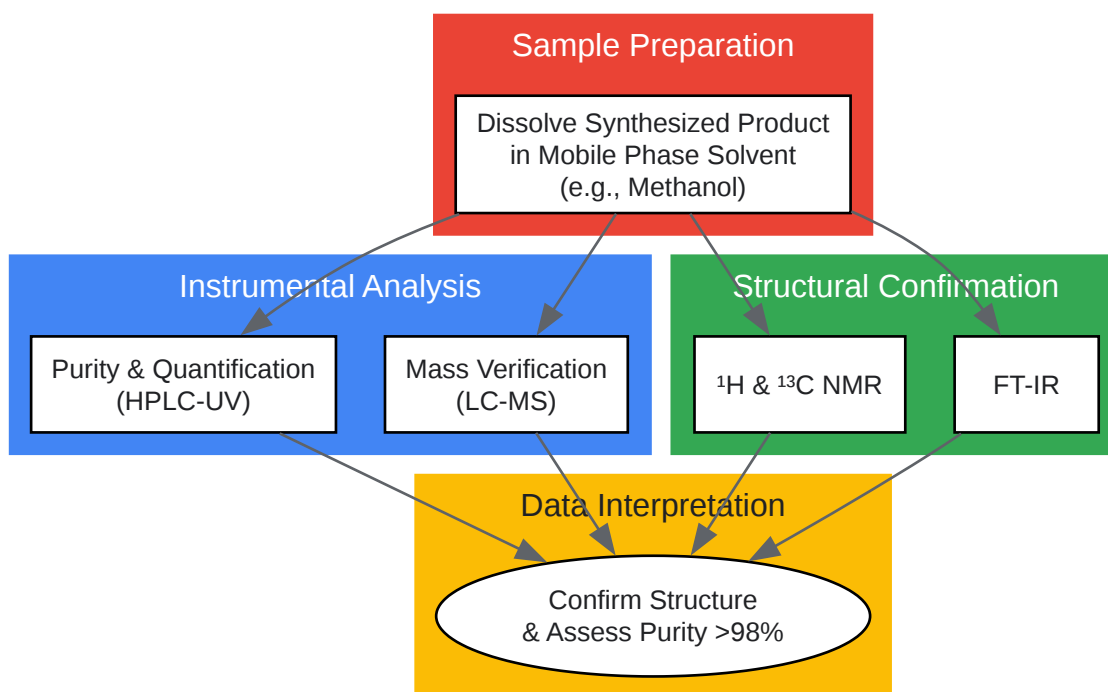 Sample Preparation
Dissolve Synthesized Product
in Mobile Phase Solvent
(e.g., Methanol)
Instrumental Analysis
Purity & Quantification
(HPLC-UV)
Mass Verification
(LC-MS)
Structural Confirmation
¹H & ¹³C NMR
FT-IR
Data Interpretation
Confirm Structure
& Assess Purity >98%